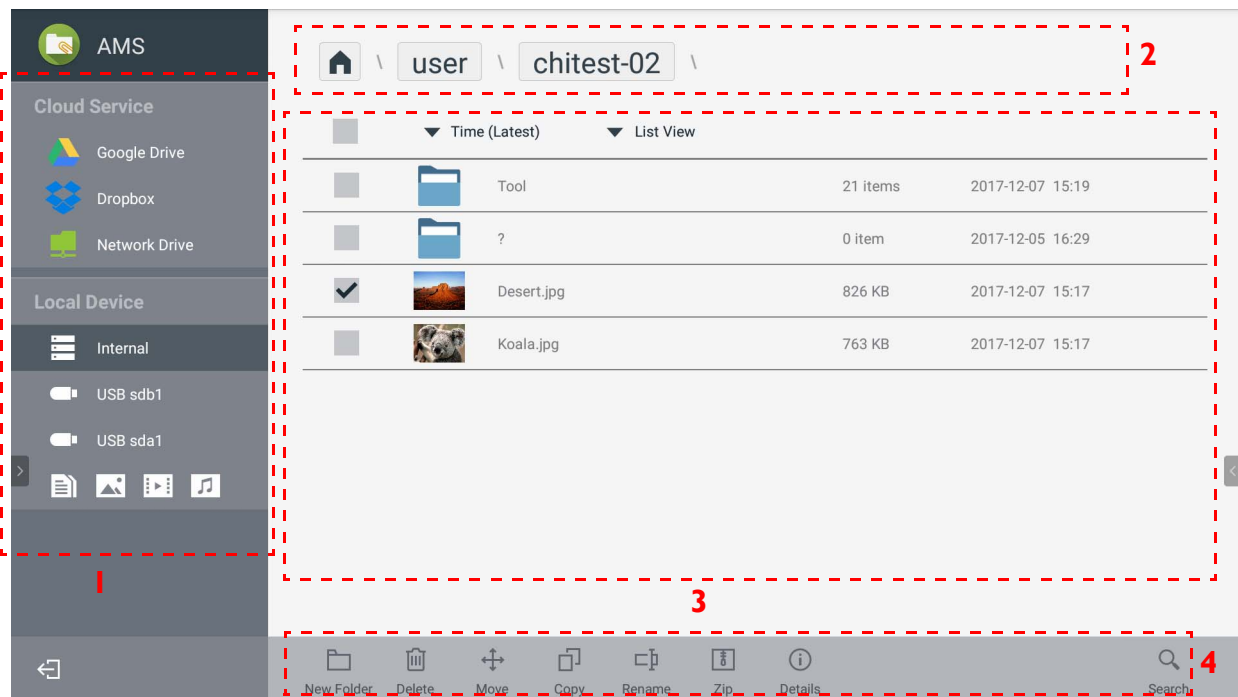 AMS
Cloud Service
Google Drive
Dropbox
Network Drive
Local Device
Internal
USB sdb1
USB sda1
1
\ user \ chitest-02 \
2
Time (Latest) List View
Tool 21 items 2017-12-07 15:19
? 0 item 2017-12-05 16:29
Desert.jpg 826 KB 2017-12-07 15:17
Koala.jpg 763 KB 2017-12-07 15:17
3
New Folder Delete Move Copy Rename Zip Details Search
4